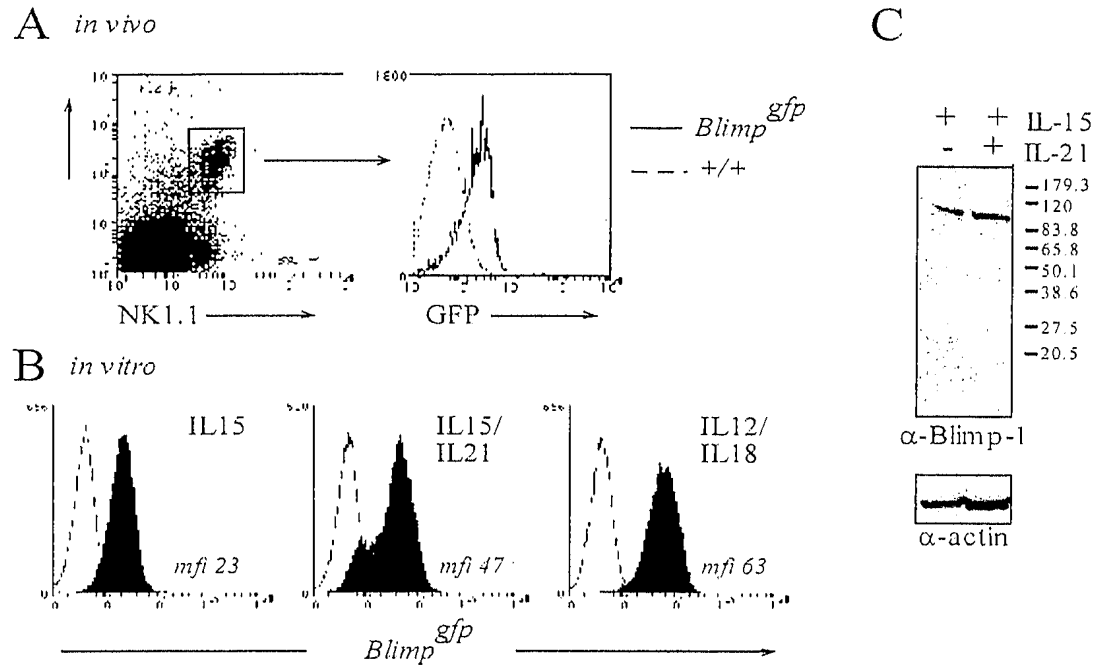 A in vivo
NK1.1
GFP
Blimp gfp
+/+
B in vitro
IL15
mfi 23
IL15/
IL21
mfi 47
IL12/
IL18
mfi 63
Blimp gfp
C
+ + IL-15
- + IL-21
179.3
120
83.8
65.8
50.1
38.6
27.5
20.5
α-Blimp-1
α-actin